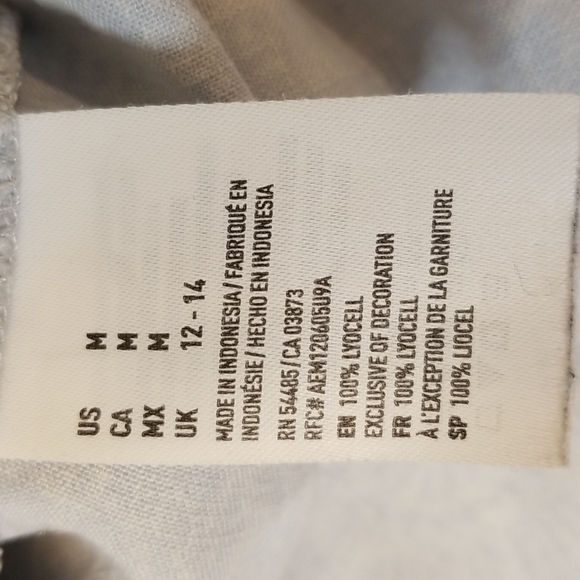 US M
CA M
MX M
UK 12 - 14
MADE IN INDONESIA / FABRIQUÉ EN
INDONÉSIE / HECHO EN INDONESIA
RN 54485 / CA 03873
RFC# AEM120605U9A
EN 100% LYOCELL
EXCLUSIVE OF DECORATION
FR 100% LYOCELL
À L'EXCEPTION DE LA GARNITURE
SP 100% LIOCEL